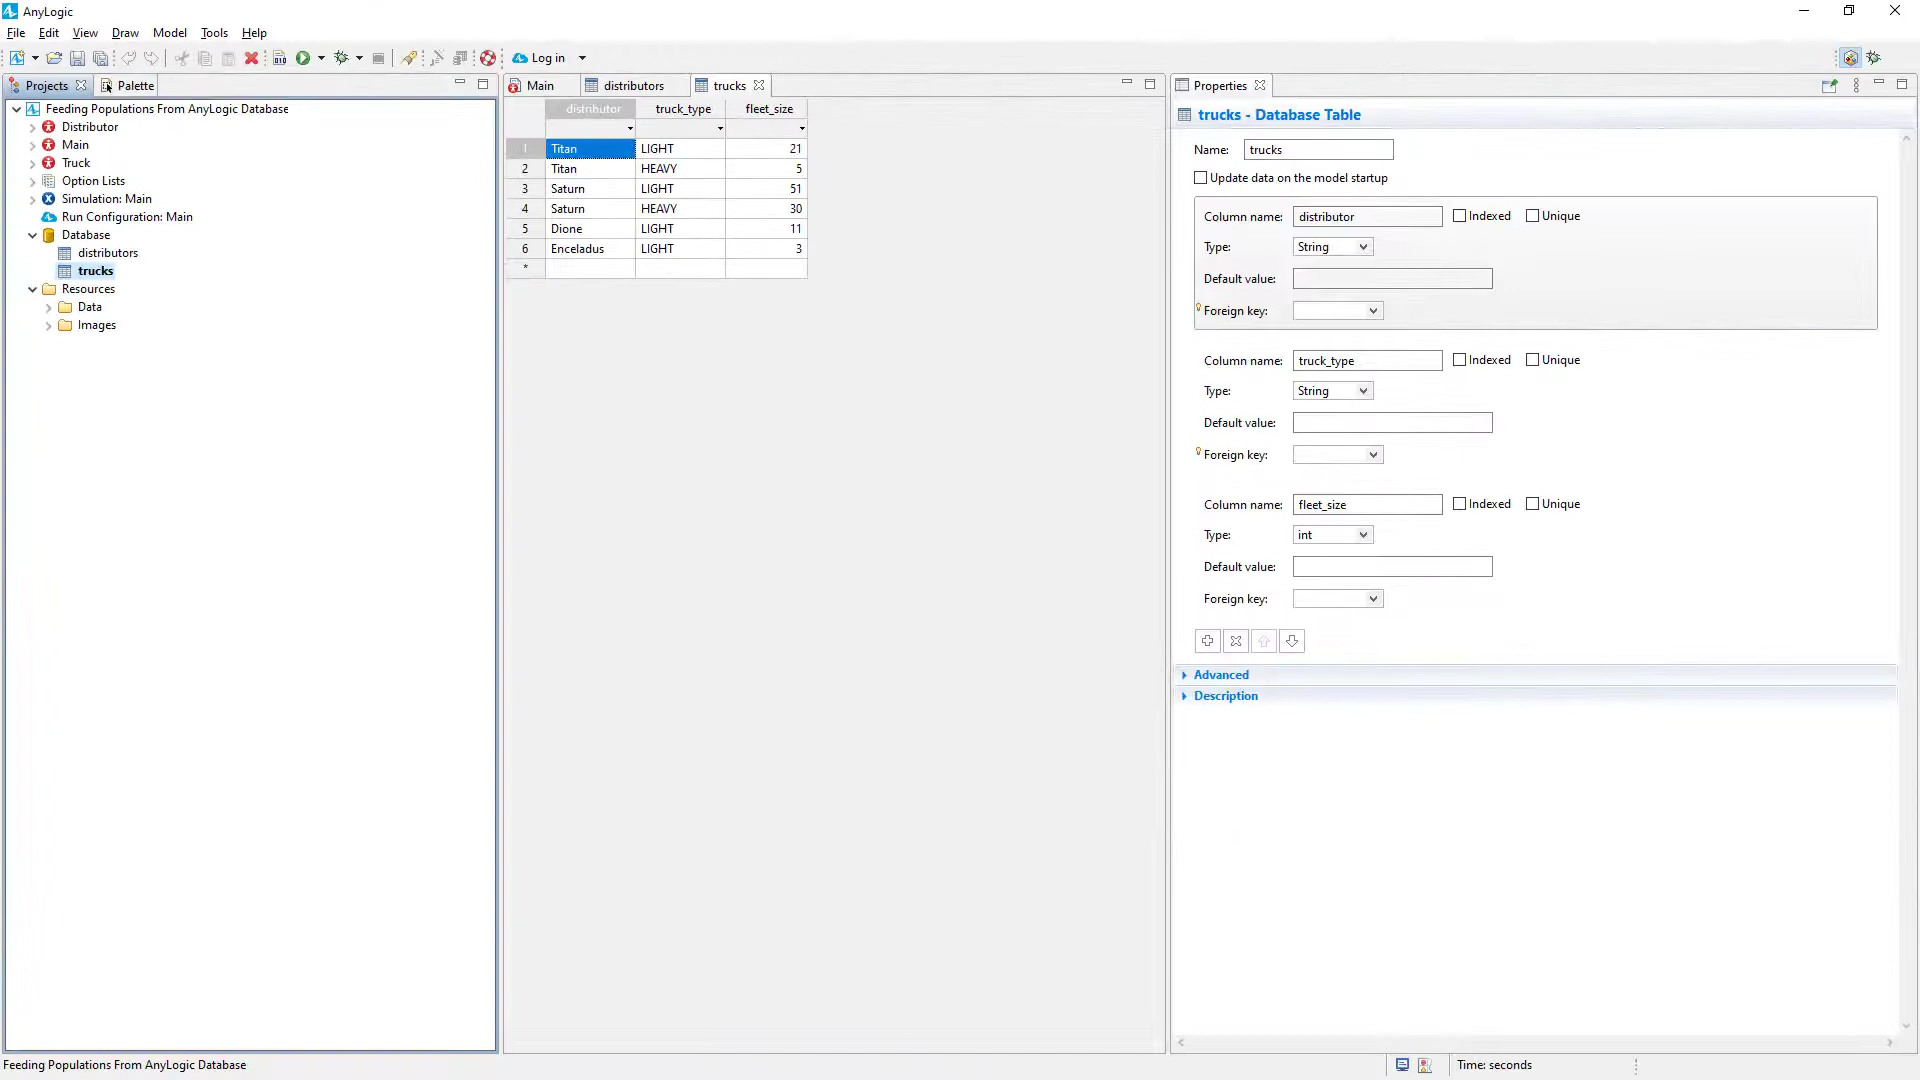 AnyLogic
File Edit View Draw Model Tools Help
Log in
Projects Palette
Feeding Populations From AnyLogic Database
Distributor
Main
Truck
Option Lists
Simulation: Main
Run Configuration: Main
Database
distributors
trucks
Resources
Data
Images
Main distributors trucks
distributor truck_type fleet_size
1 Titan LIGHT 21
2 Titan HEAVY 5
3 Saturn LIGHT 51
4 Saturn HEAVY 30
5 Dione LIGHT 11
6 Enceladus LIGHT 3
*
Properties
trucks - Database Table
Name: trucks
Update data on the model startup
Column name: distributor Indexed Unique
Type: String
Default value:
Foreign key:
Column name: truck_type Indexed Unique
Type: String
Default value:
Foreign key:
Column name: fleet_size Indexed Unique
Type: int
Default value:
Foreign key:
Advanced
Description
Feeding Populations From AnyLogic Database
Time: seconds